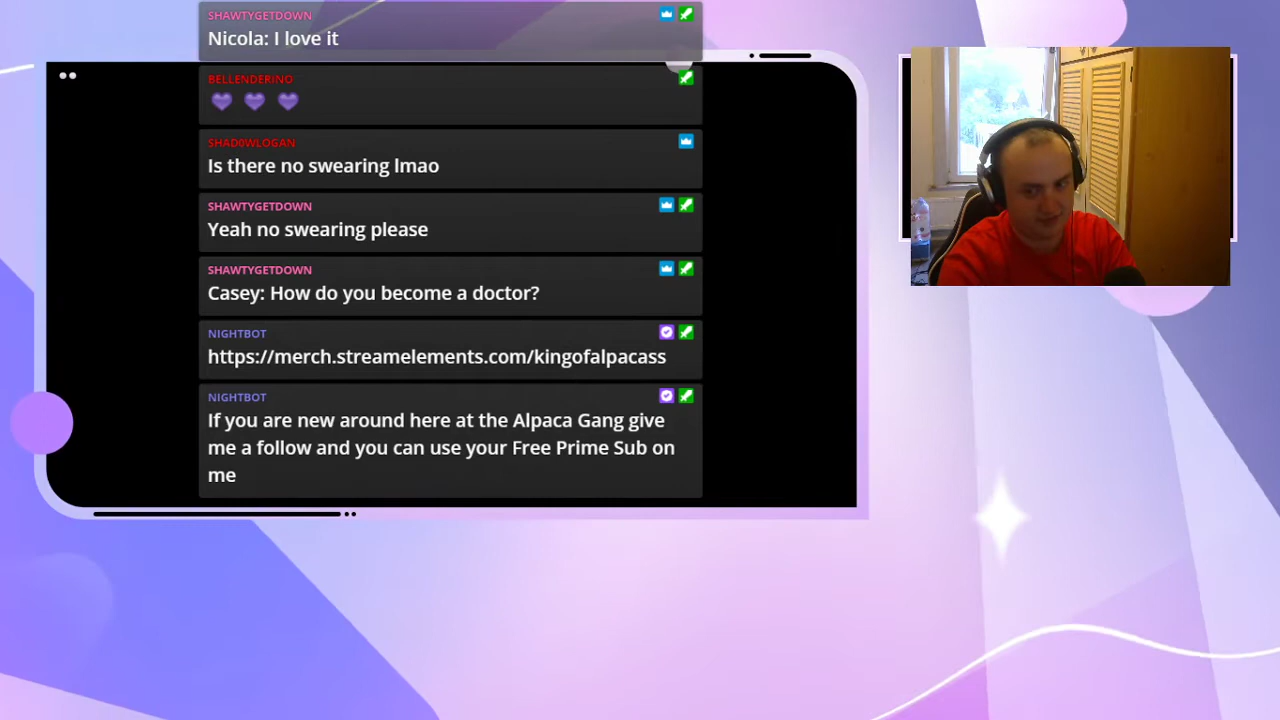 SHAWTYGETDOWN
Nicola: I love it
BELLENDERINO
SHAD0WLOGAN
Is there no swearing lmao
SHAWTYGETDOWN
Yeah no swearing please
SHAWTYGETDOWN
Casey: How do you become a doctor?
NIGHTBOT
https://merch.streamelements.com/kingofalpacass
NIGHTBOT
If you are new around here at the Alpaca Gang give
me a follow and you can use your Free Prime Sub on
me